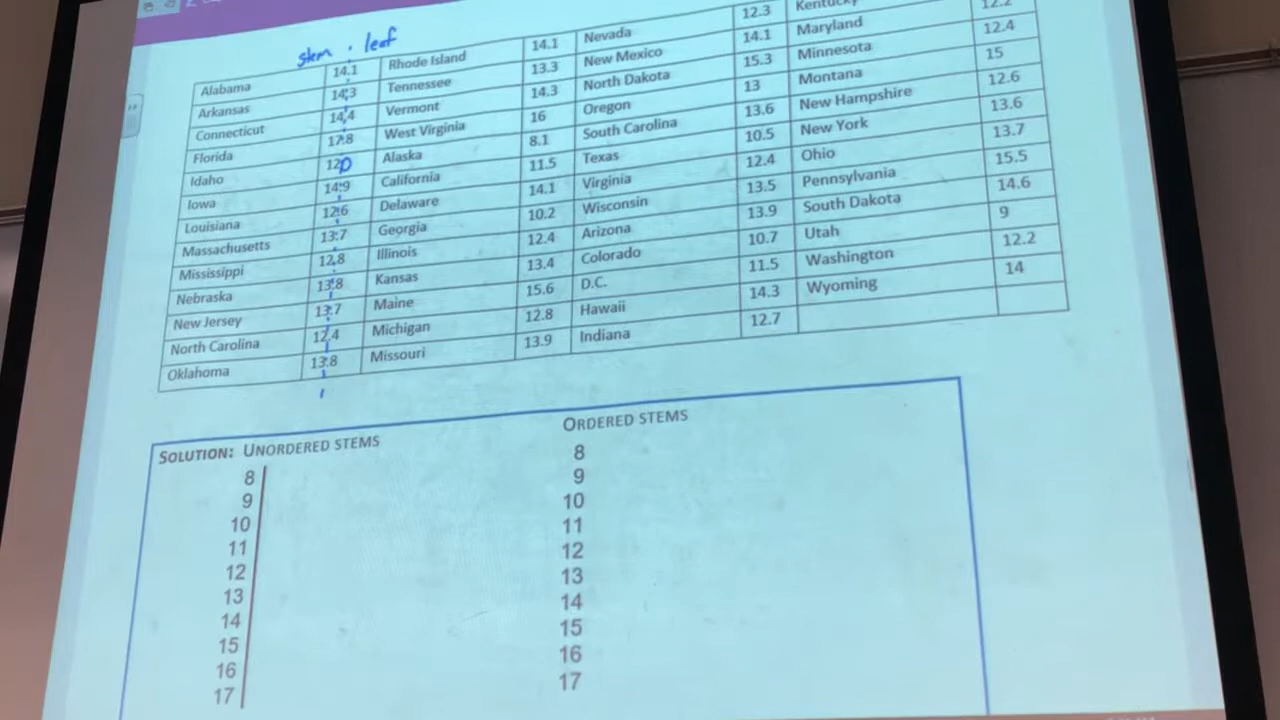 stem | leaf
Alabama 14.1 Rhode Island 14.1 Nevada 12.3 Kentucky
Arkansas 14.3 Tennessee 13.3 New Mexico 14.1 Maryland 12.2
Connecticut 14.4 Vermont 14.3 North Dakota 15.3 Minnesota 12.4
Florida 17.8 West Virginia 16 Oregon 13 Montana 15
Idaho 12.0 Alaska 8.1 South Carolina 13.6 New Hampshire 12.6
Iowa 14.9 California 11.5 Texas 10.5 New York 13.6
Louisiana 12.6 Delaware 14.1 Virginia 12.4 Ohio 13.7
Massachusetts 13.7 Georgia 10.2 Wisconsin 13.5 Pennsylvania 15.5
Mississippi 12.8 Illinois 12.4 Arizona 13.9 South Dakota 14.6
Nebraska 13.8 Kansas 13.4 Colorado 10.7 Utah 9
New Jersey 13.7 Maine 15.6 D.C. 11.5 Washington 12.2
North Carolina 12.4 Michigan 12.8 Hawaii 14.3 Wyoming 14
Oklahoma 13.8 Missouri 13.9 Indiana 12.7
SOLUTION: UNORDERED STEMS
8
9
10
11
12
13
14
15
16
17
ORDERED STEMS
8
9
10
11
12
13
14
15
16
17